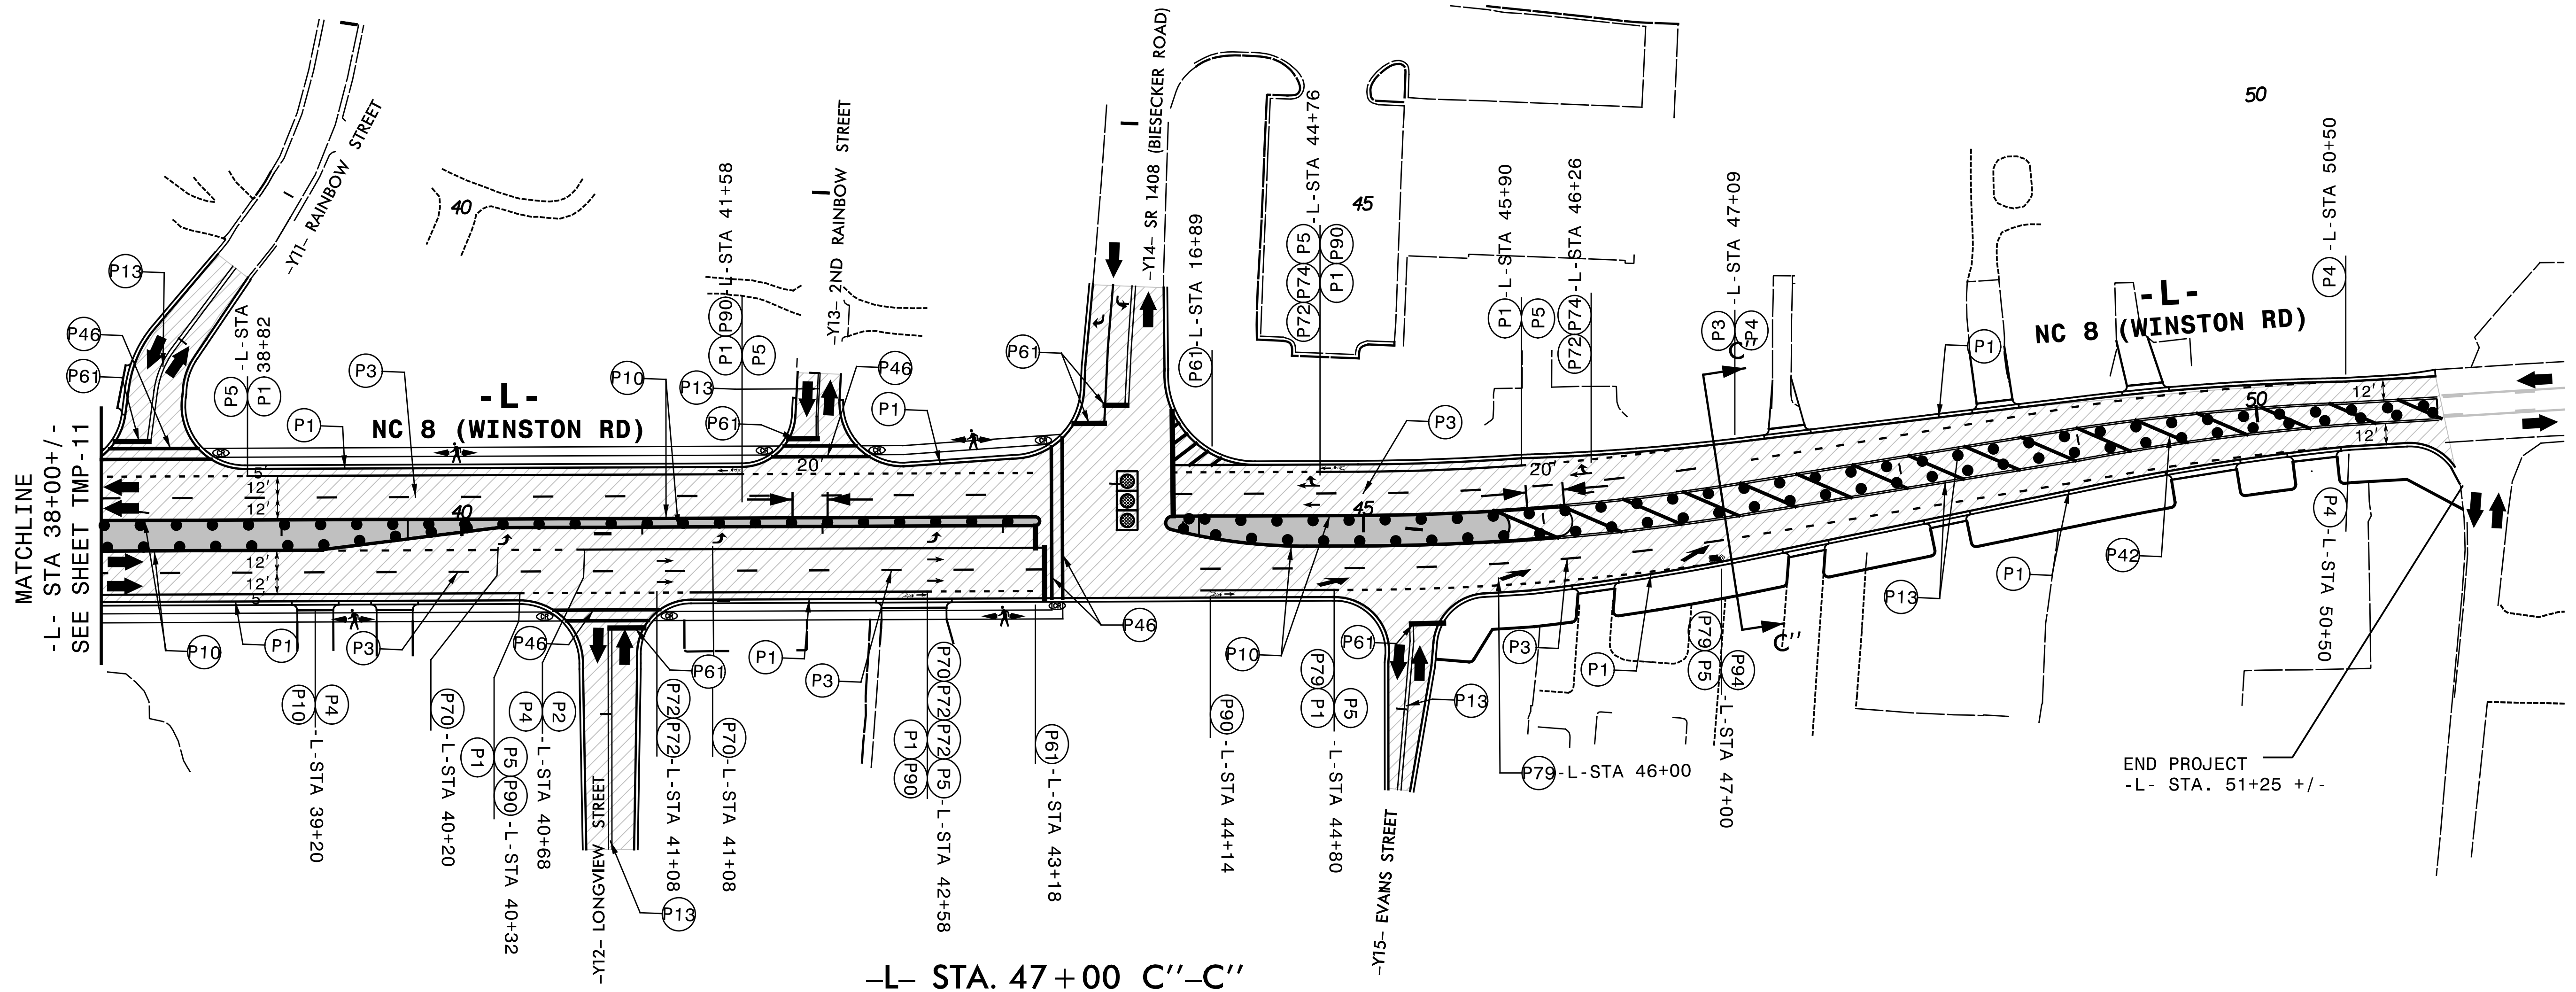 MATCHLINE
-L- STA 38+00+/-
SEE SHEET TMP-11
-Y11- RAINBOW STREET
P13
P46
P61
P5
P1
-L-STA 38+82
P1
P3
-L-
NC 8 (WINSTON RD)
40
P10
P13
P61
P90
P1
P5
-L-STA 41+58
-Y13- 2ND RAINBOW STREET
P46
P1
20'
P61
-Y14- SR 1408 (BIESECKER ROAD)
P61-L-STA 16+89
P5
P90
P74
P1
P72
-L-STA 44+76
45
P3
P1
P5
-L-STA 45+90
P74
P72
-L-STA 46+26
20'
P3
P4
-L-STA 47+09
C''
P1
-L-
NC 8 (WINSTON RD)
50
P4
-L-STA 50+50
12'
12'
50
5'
12'
12'
40
45
12'
12'
5'
P10
P1
P3
P10
P4
-L-STA 39+20
P70-L-STA 40+20
P1
P5
P90-L-STA 40+32
P46
P4
P2
-L-STA 40+68
-Y12- LONGVIEW STREET
P13
P61
P72
P72-L-STA 41+08
P70-L-STA 41+08
P1
P3
P70
P72
P1
P72
P90
P5
-L-STA 42+58
P61-L-STA 43+18
P46
P10
P90-L-STA 44+14
P79
P1
P5
-L-STA 44+80
P61
P13
-Y15- EVANS STREET
P3
P79-L-STA 46+00
P1
P79
P5
P94
-L-STA 47+00
C''
P13
P1
P42
P4-L-STA 50+50
END PROJECT
-L- STA. 51+25 +/-
-L- STA. 47+00 C''-C''